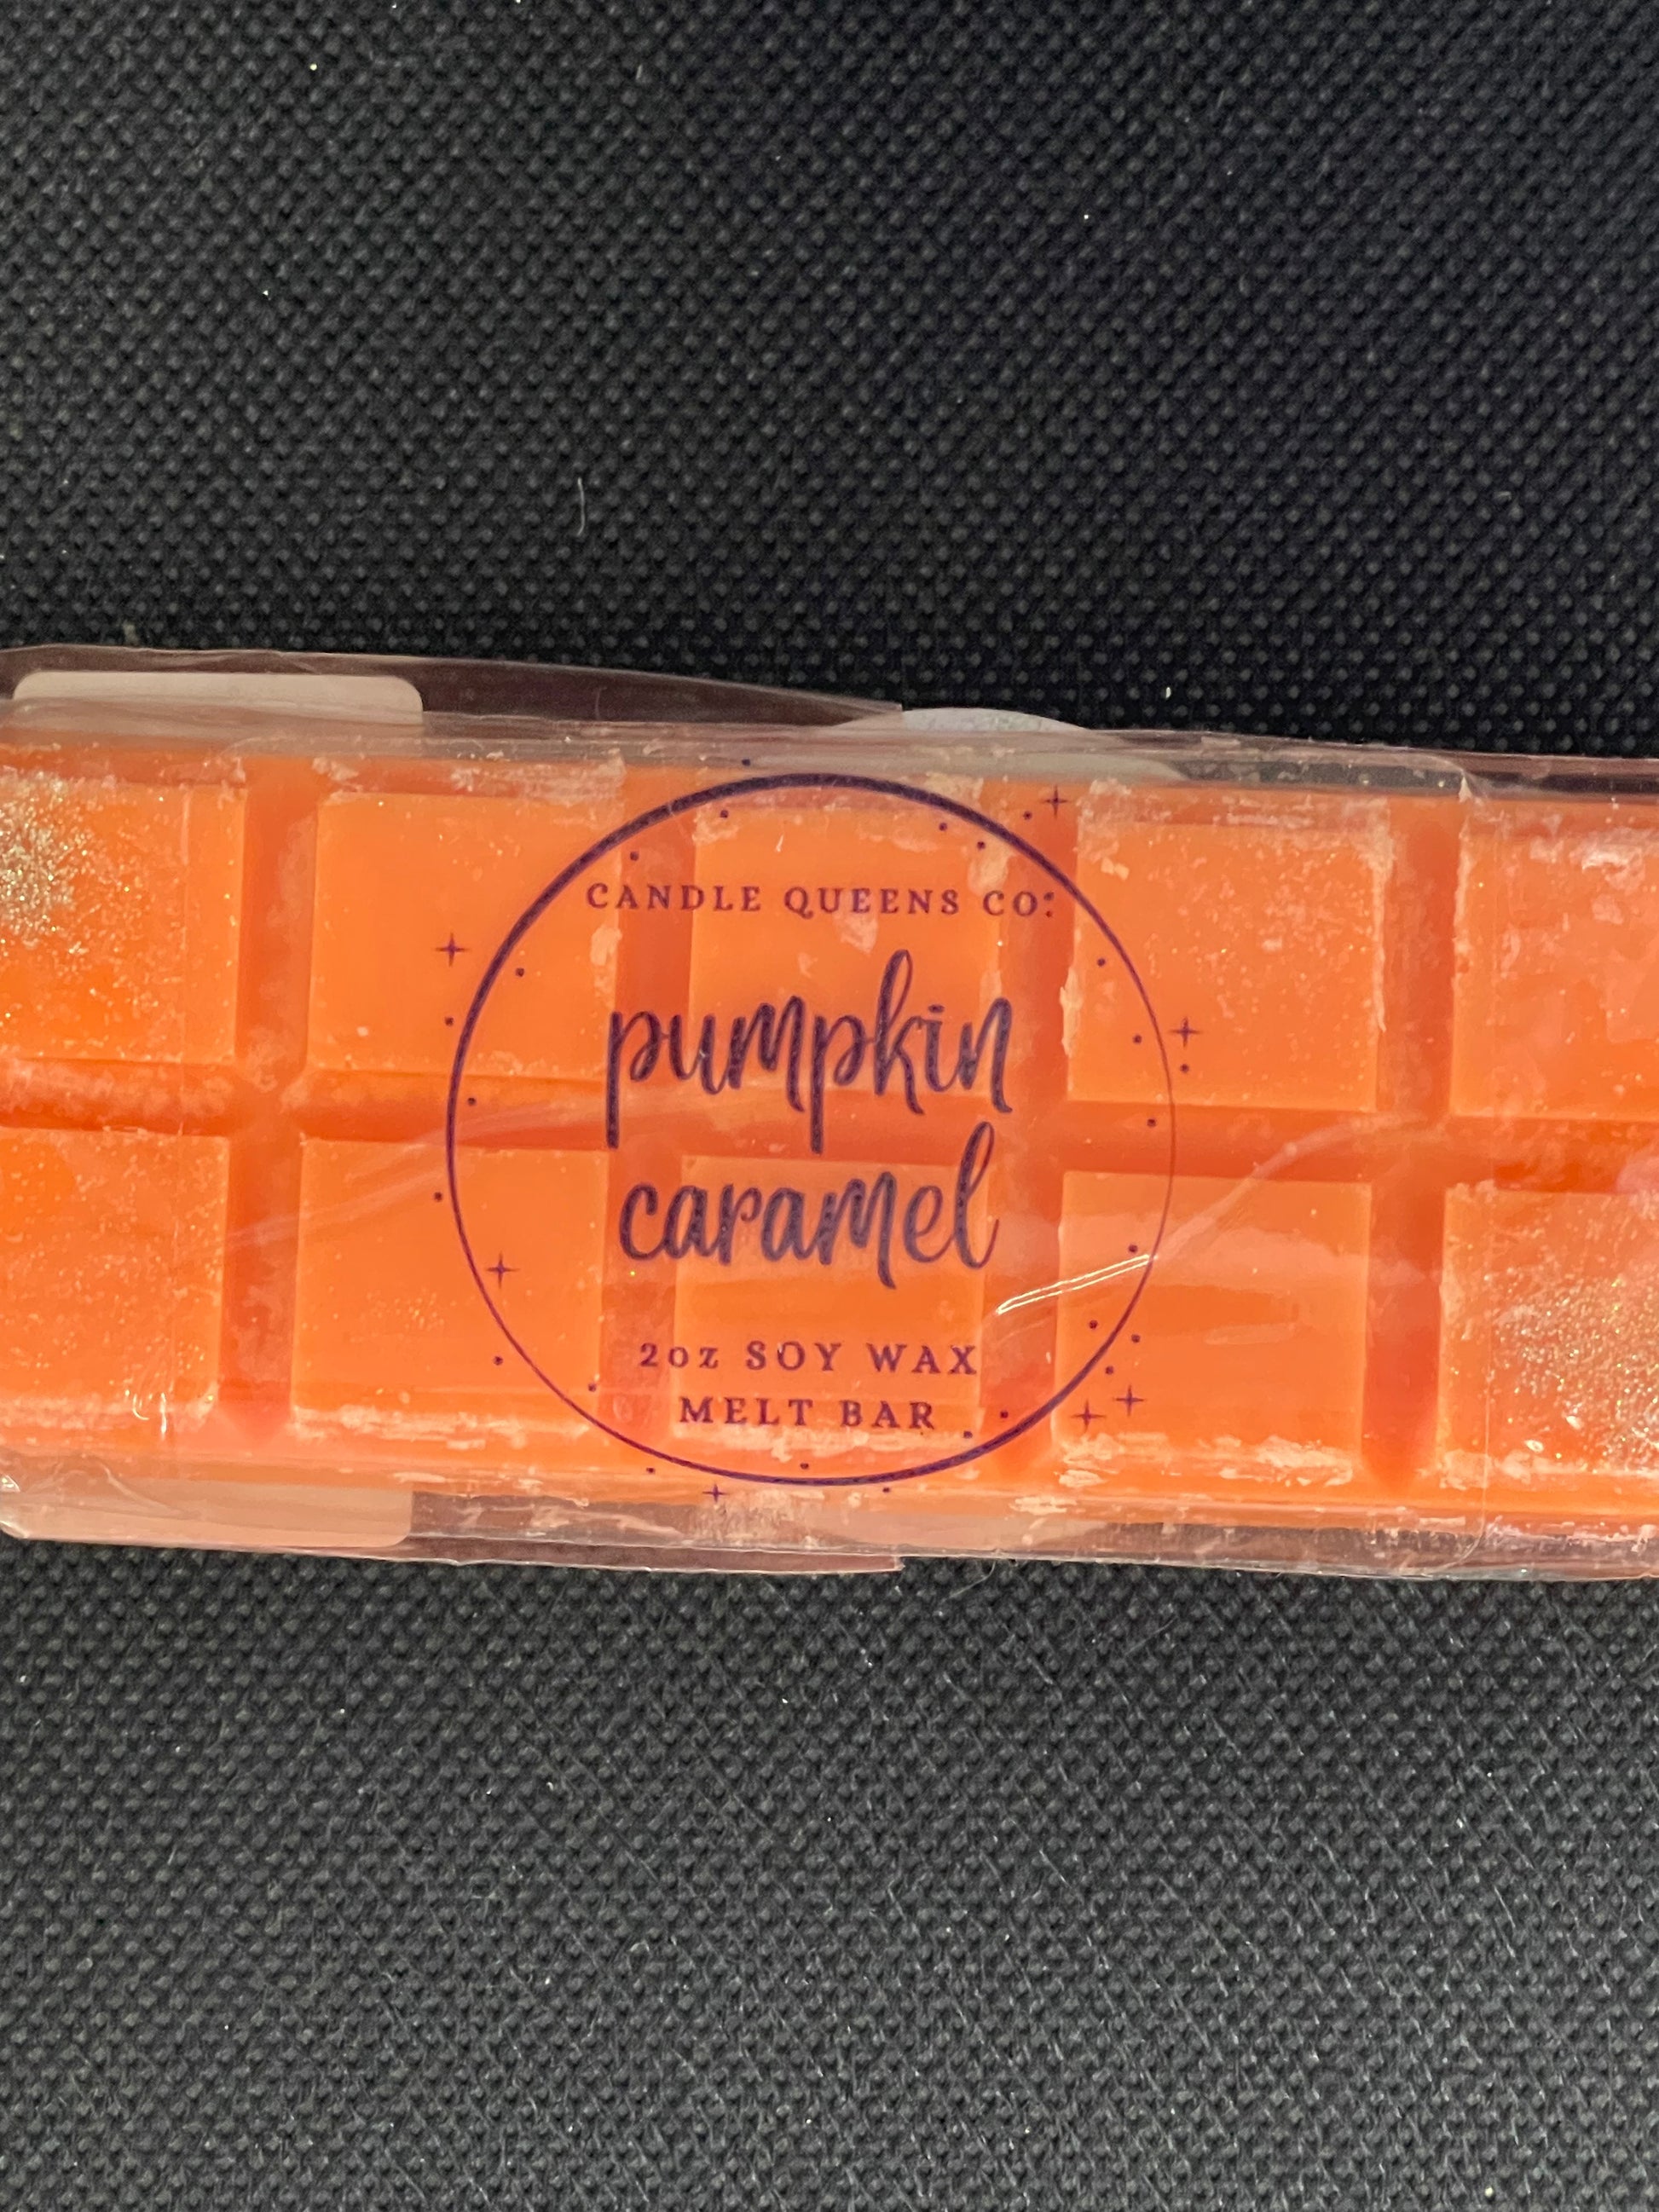 CANDLE QUEENS CO.
pumpkin
caramel
2oz SOY WAX
MELT BAR